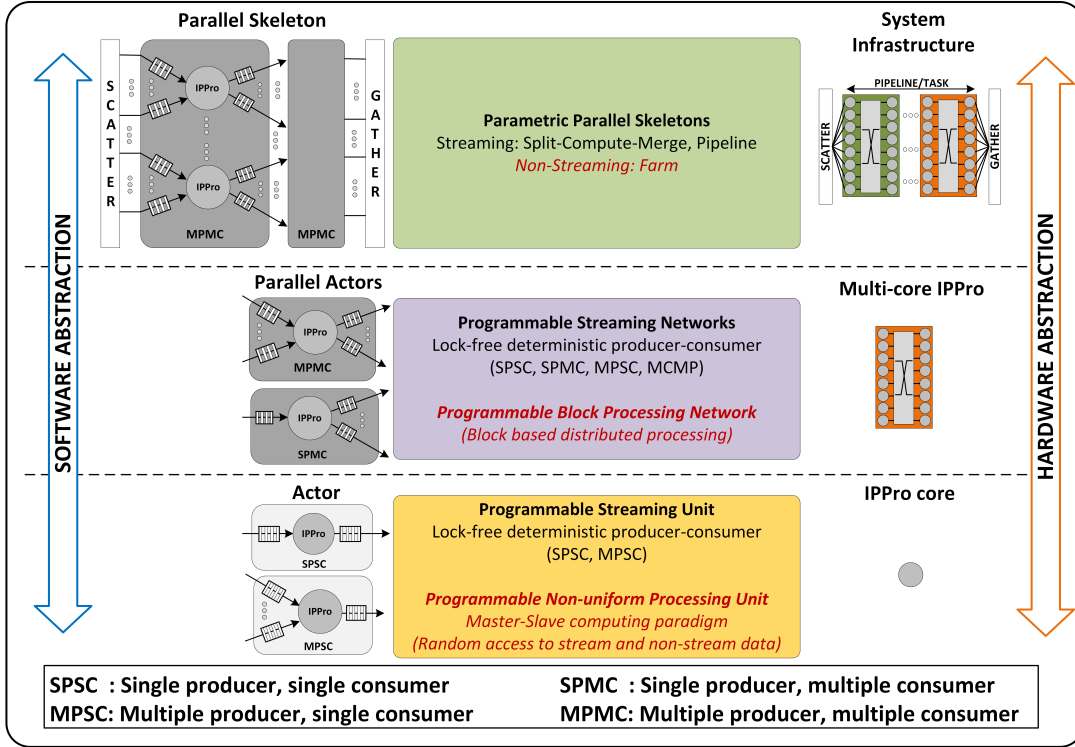 Parallel Skeleton
System
Infrastructure
SCATTER
IPPro
IPPro
MPMC
MPMC
GATHER
Parametric Parallel Skeletons
Streaming: Split-Compute-Merge, Pipeline
Non-Streaming: Farm
PIPELINE/TASK
SCATTER
GATHER
SOFTWARE ABSTRACTION
HARDWARE ABSTRACTION
Parallel Actors
IPPro
MPMC
IPPro
SPMC
Programmable Streaming Networks
Lock-free deterministic producer-consumer
(SPSC, SPMC, MPSC, MCMP)
Programmable Block Processing Network
(Block based distributed processing)
Multi-core IPPro
Actor
IPPro
SPSC
IPPro
MPSC
Programmable Streaming Unit
Lock-free deterministic producer-consumer
(SPSC, MPSC)
Programmable Non-uniform Processing Unit
Master-Slave computing paradigm
(Random access to stream and non-stream data)
IPPro core
SPSC : Single producer, single consumer
SPMC : Single producer, multiple consumer
MPSC: Multiple producer, single consumer
MPMC: Multiple producer, multiple consumer